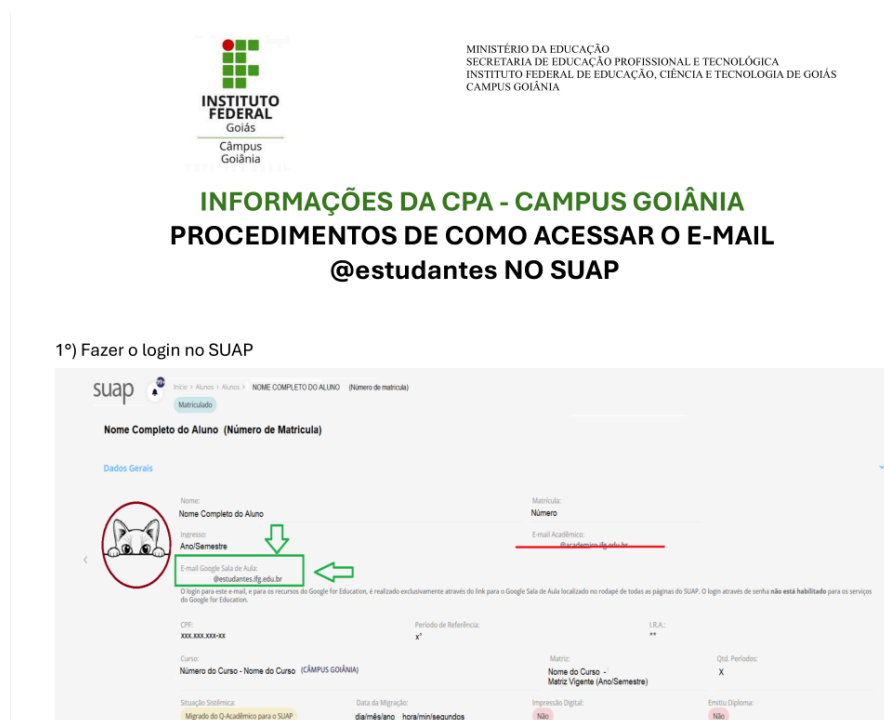 MINISTÉRIO DA EDUCAÇÃO
SECRETARIA DE EDUCAÇÃO PROFISSIONAL E TECNOLÓGICA
INSTITUTO FEDERAL DE EDUCAÇÃO, CIÊNCIA E TECNOLOGIA DE GOIÁS
CAMPUS GOIÂNIA
INSTITUTO
FEDERAL
Goiás
Câmpus
Goiânia
INFORMAÇÕES DA CPA - CAMPUS GOIÂNIA
PROCEDIMENTOS DE COMO ACESSAR O E-MAIL
@estudantes NO SUAP
1º) Fazer o login no SUAP
suap 99+ Início > Alunos > Alunos > NOME COMPLETO DO ALUNO (Número de matricula)
Matriculado
Nome Completo do Aluno (Número de Matricula)
Dados Gerais
Nome: Matrícula:
Nome Completo do Aluno Número
Ingresso: E-mail Acadêmico:
Ano/Semestre @academico.ifg.edu.br
E-mail Google Sala de Aula:
@estudantes.ifg.edu.br
O login para este e-mail, e para os recursos do Google for Education, é realizado exclusivamente através do link para o Google Sala de Aula localizado no rodapé de todas as páginas do SUAP. O login através de senha não está habilitado para os serviços
do Google for Education.
CPF: Período de Referência: I.R.A.:
xxx.xxx.xxx-xx x° **
Curso: Matriz: Qtd. Períodos:
Número do Curso - Nome do Curso (CÂMPUS GOIÂNIA) Nome do Curso - X
Matriz Vigente (Ano/Semestre)
Situação Sistêmica: Data da Migração: Impressão Digital: Emitiu Diploma:
Migrado do Q-Acadêmico para o SUAP dia/mês/ano hora/min/segundos Não Não